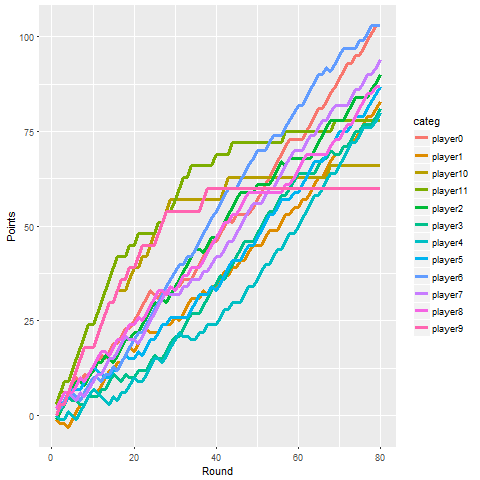 100
75
50
25
0
Points
0
20
40
60
80
Round
categ
player0
player1
player10
player11
player2
player3
player4
player5
player6
player7
player8
player9